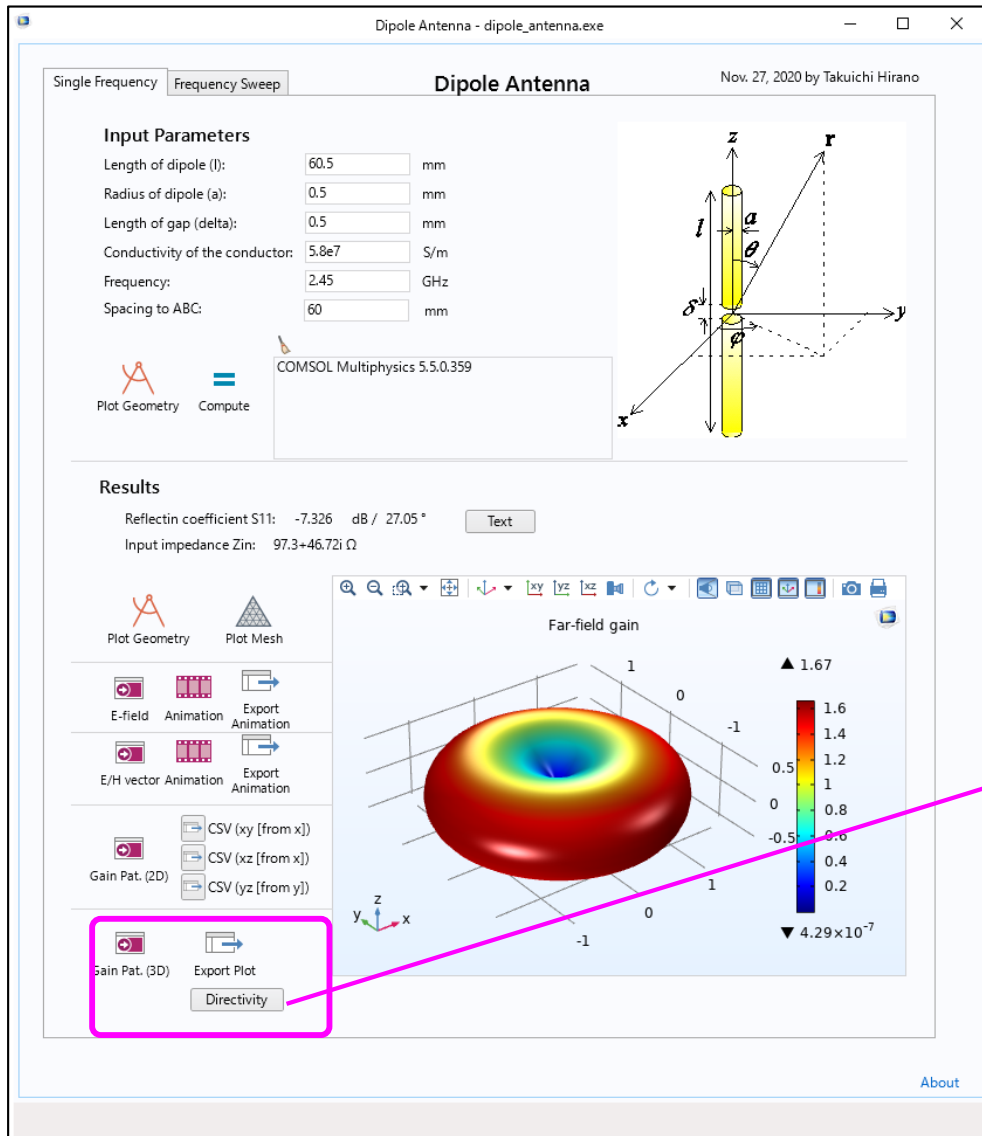 Dipole Antenna - dipole_antenna.exe
Single Frequency
Frequency Sweep
Dipole Antenna
Nov. 27, 2020 by Takuichi Hirano
Input Parameters
Length of dipole (l): 60.5 mm
Radius of dipole (a): 0.5 mm
Length of gap (delta): 0.5 mm
Conductivity of the conductor: 5.8e7 S/m
Frequency: 2.45 GHz
Spacing to ABC: 60 mm
z
r
l
a
θ
δ
y
φ
x
COMSOL Multiphysics 5.5.0.359
Plot Geometry
Compute
Results
Reflectin coefficient S11: -7.326 dB / 27.05 °
Text
Input impedance Zin: 97.3+46.72i Ω
Plot Geometry
Plot Mesh
E-field
Animation
Export
Animation
E/H vector
Animation
Export
Animation
Gain Pat. (2D)
CSV (xy [from x])
CSV (xz [from x])
CSV (yz [from y])
Gain Pat. (3D)
Export Plot
Directivity
xy
yz
xz
Far-field gain
1
0
-1
0.5
0
-0.5
1
0
-1
z
y
x
▲ 1.67
1.6
1.4
1.2
1
0.8
0.6
0.4
0.2
▼ 4.29×10⁻⁷
About